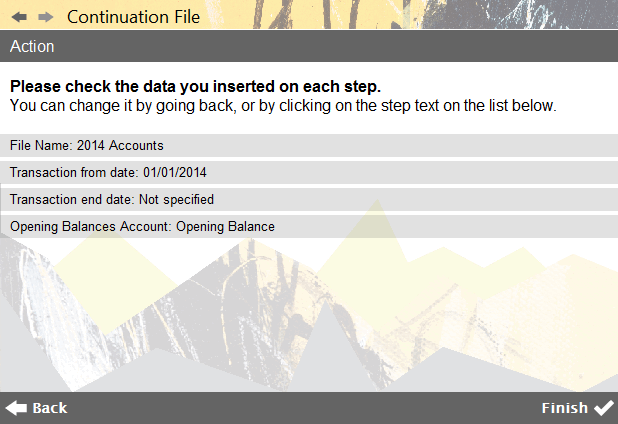 Continuation File
Action
Please check the data you inserted on each step.
You can change it by going back, or by clicking on the step text on the list below.
File Name: 2014 Accounts
Transaction from date: 01/01/2014
Transaction end date: Not specified
Opening Balances Account: Opening Balance
Back
Finish